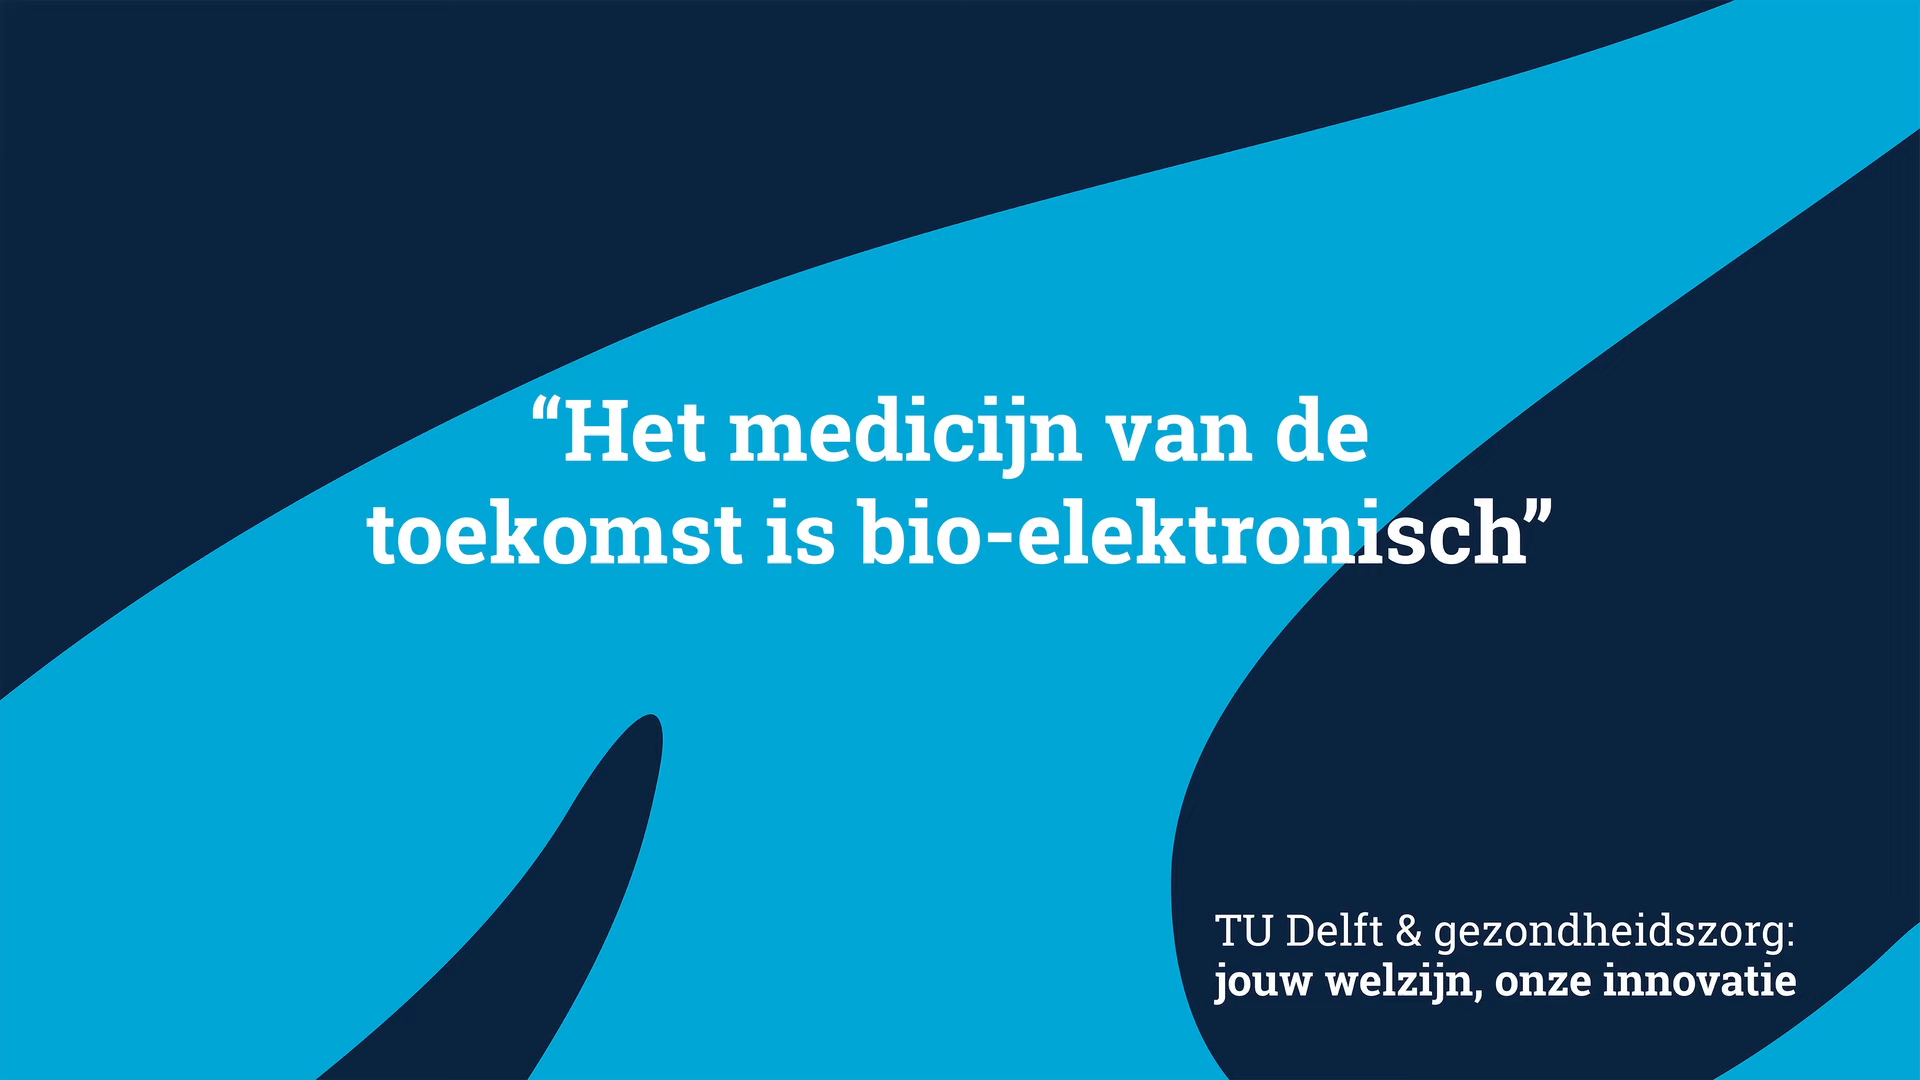 “Het medicijn van de
toekomst is bio-elektronisch”
TU Delft & gezondheidszorg:
jouw welzijn, onze innovatie